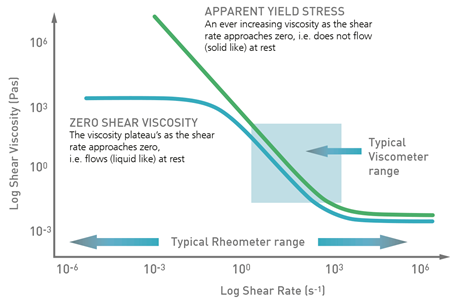 APPARENT YIELD STRESS
An ever increasing viscosity as the shear
rate approaches zero, i.e. does not flow
(solid like) at rest
10⁶
10³
10⁰
10⁻³
Log Shear Viscosity (Pas)
ZERO SHEAR VISCOSITY
The viscosity plateau's as the shear
rate approaches zero,
i.e. flows (liquid like) at rest
Typical
Viscometer
range
Typical Rheometer range
10⁻⁶
10⁻³
10⁰
10³
10⁶
Log Shear Rate (s⁻¹)